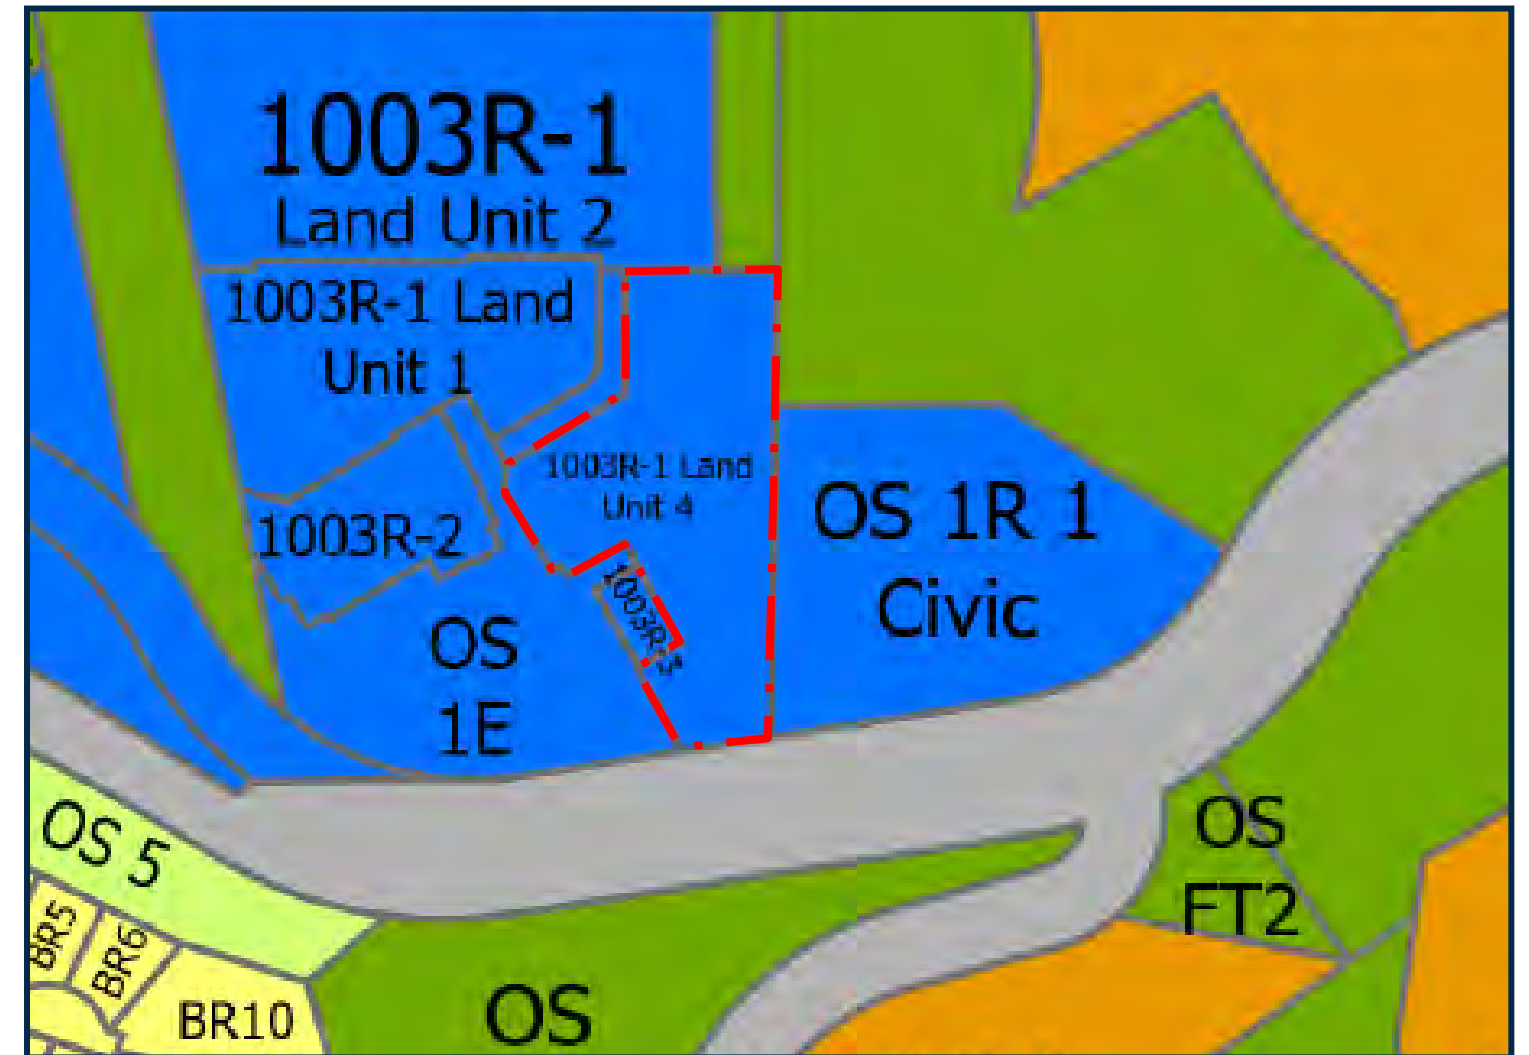 1003R-1
Land Unit 2
1003R-1 Land
Unit 1
1003R-1 Land
Unit 4
1003R-2
1003R-3
OS 1R 1
Civic
OS
1E
OS 5
OS
FT2
BR5
BR6
BR10
OS